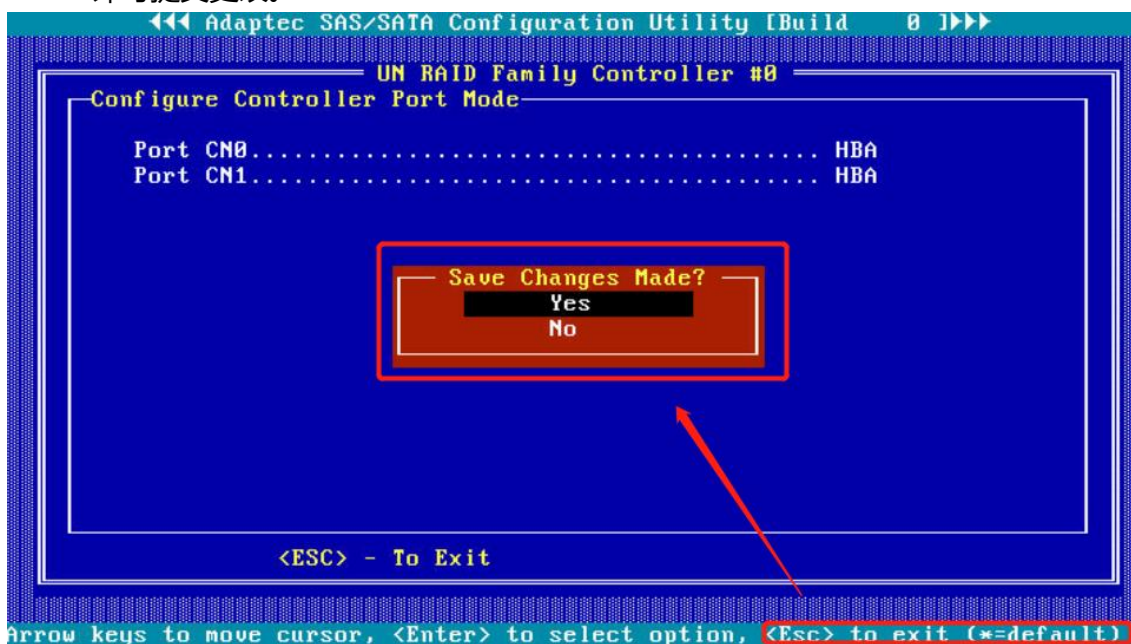 ◄◄◄ Adaptec SAS/SATA Configuration Utility [Build 0 ]►►►
UN RAID Family Controller #0
Configure Controller Port Mode
Port CN0....................................... HBA
Port CN1....................................... HBA
Save Changes Made?
Yes
No
<ESC> - To Exit
Arrow keys to move cursor, <Enter> to select option, <Esc> to exit (*=default)